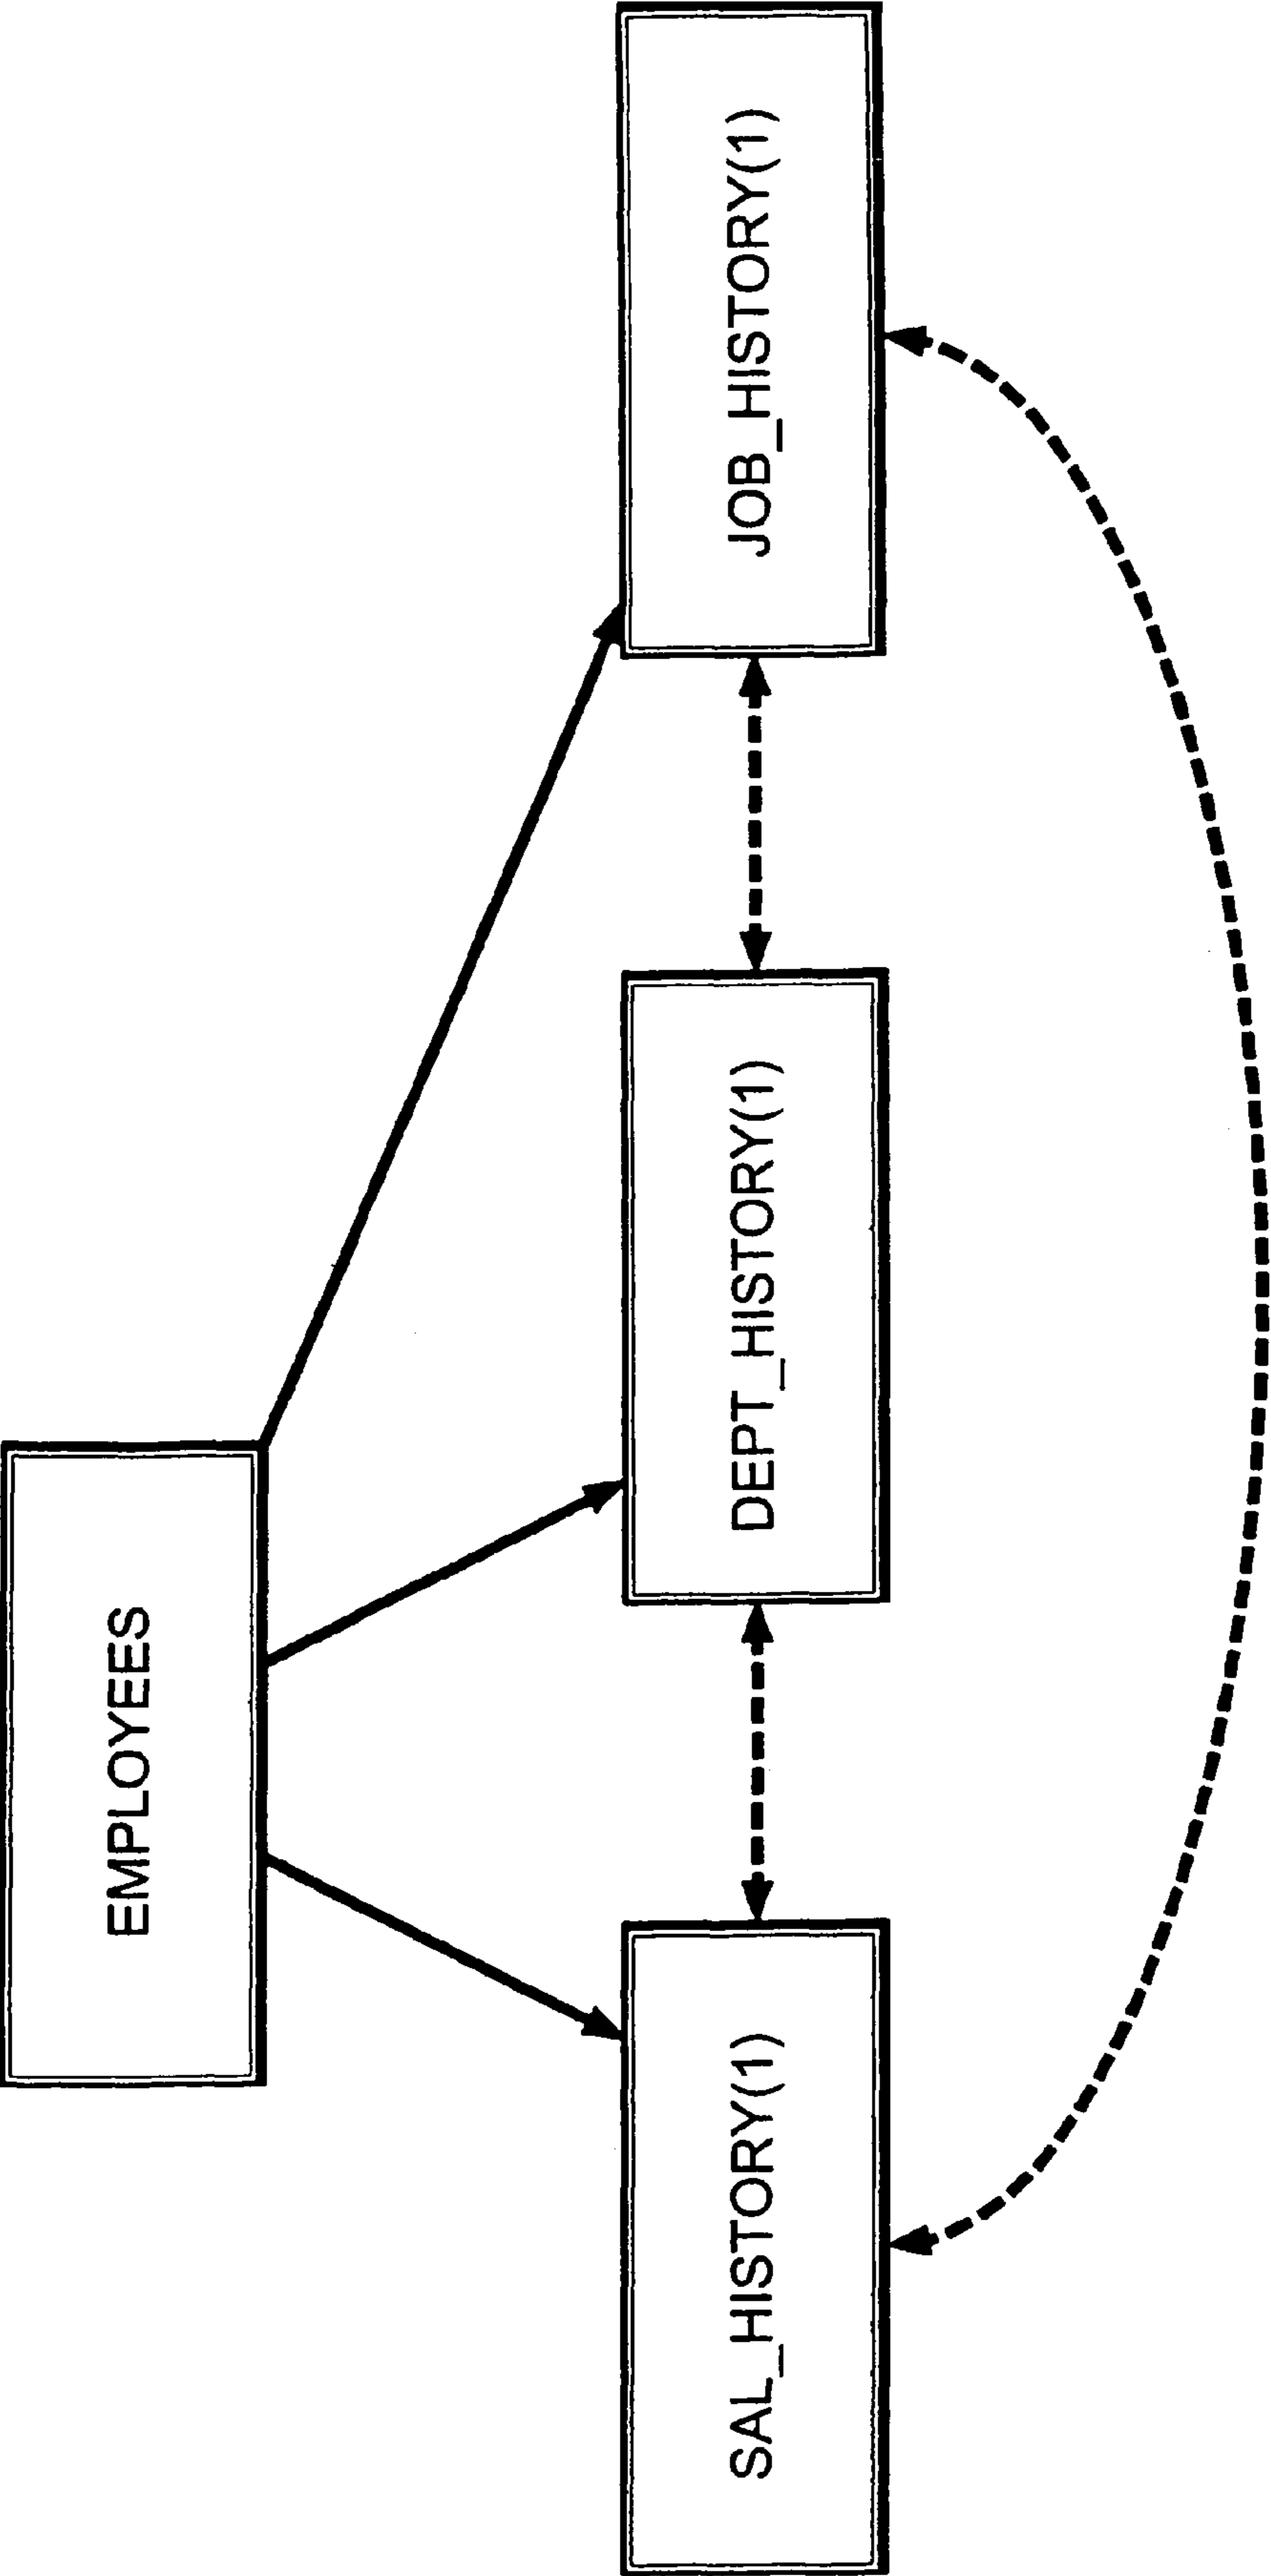 EMPLOYEES
SAL_HISTORY(1)
DEPT_HISTORY(1)
JOB_HISTORY(1)